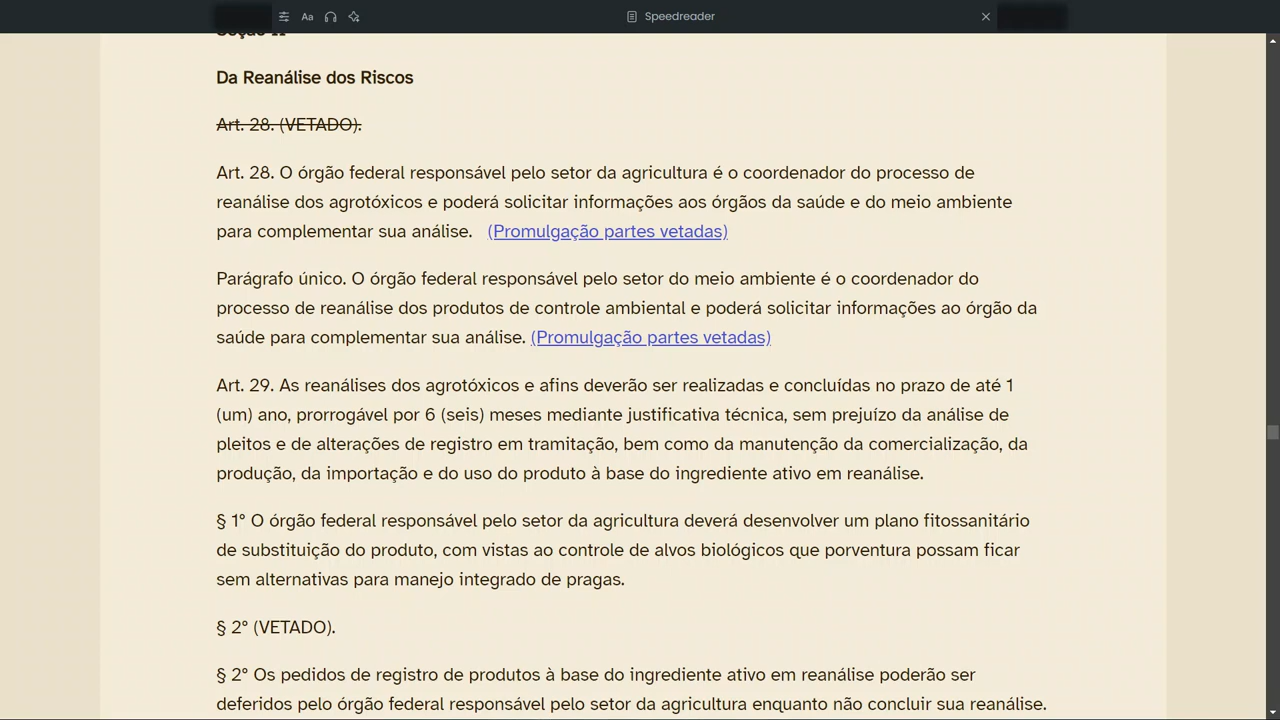 Aa
Speedreader
Seção II
Da Reanálise dos Riscos
Art. 28. (VETADO).
Art. 28. O órgão federal responsável pelo setor da agricultura é o coordenador do processo de
reanálise dos agrotóxicos e poderá solicitar informações aos órgãos da saúde e do meio ambiente
para complementar sua análise. (Promulgação partes vetadas)
Parágrafo único. O órgão federal responsável pelo setor do meio ambiente é o coordenador do
processo de reanálise dos produtos de controle ambiental e poderá solicitar informações ao órgão da
saúde para complementar sua análise. (Promulgação partes vetadas)
Art. 29. As reanálises dos agrotóxicos e afins deverão ser realizadas e concluídas no prazo de até 1
(um) ano, prorrogável por 6 (seis) meses mediante justificativa técnica, sem prejuízo da análise de
pleitos e de alterações de registro em tramitação, bem como da manutenção da comercialização, da
produção, da importação e do uso do produto à base do ingrediente ativo em reanálise.
§ 1º O órgão federal responsável pelo setor da agricultura deverá desenvolver um plano fitossanitário
de substituição do produto, com vistas ao controle de alvos biológicos que porventura possam ficar
sem alternativas para manejo integrado de pragas.
§ 2º (VETADO).
§ 2º Os pedidos de registro de produtos à base do ingrediente ativo em reanálise poderão ser
deferidos pelo órgão federal responsável pelo setor da agricultura enquanto não concluir sua reanálise.